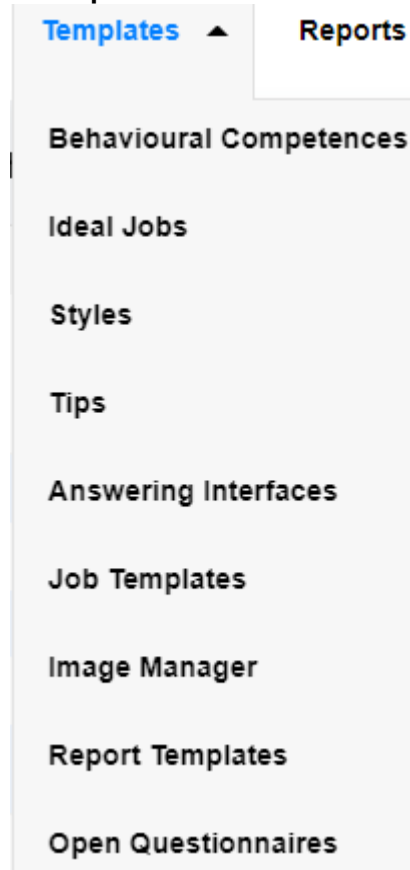 Templates ▲ Reports
Behavioural Competences
Ideal Jobs
Styles
Tips
Answering Interfaces
Job Templates
Image Manager
Report Templates
Open Questionnaires